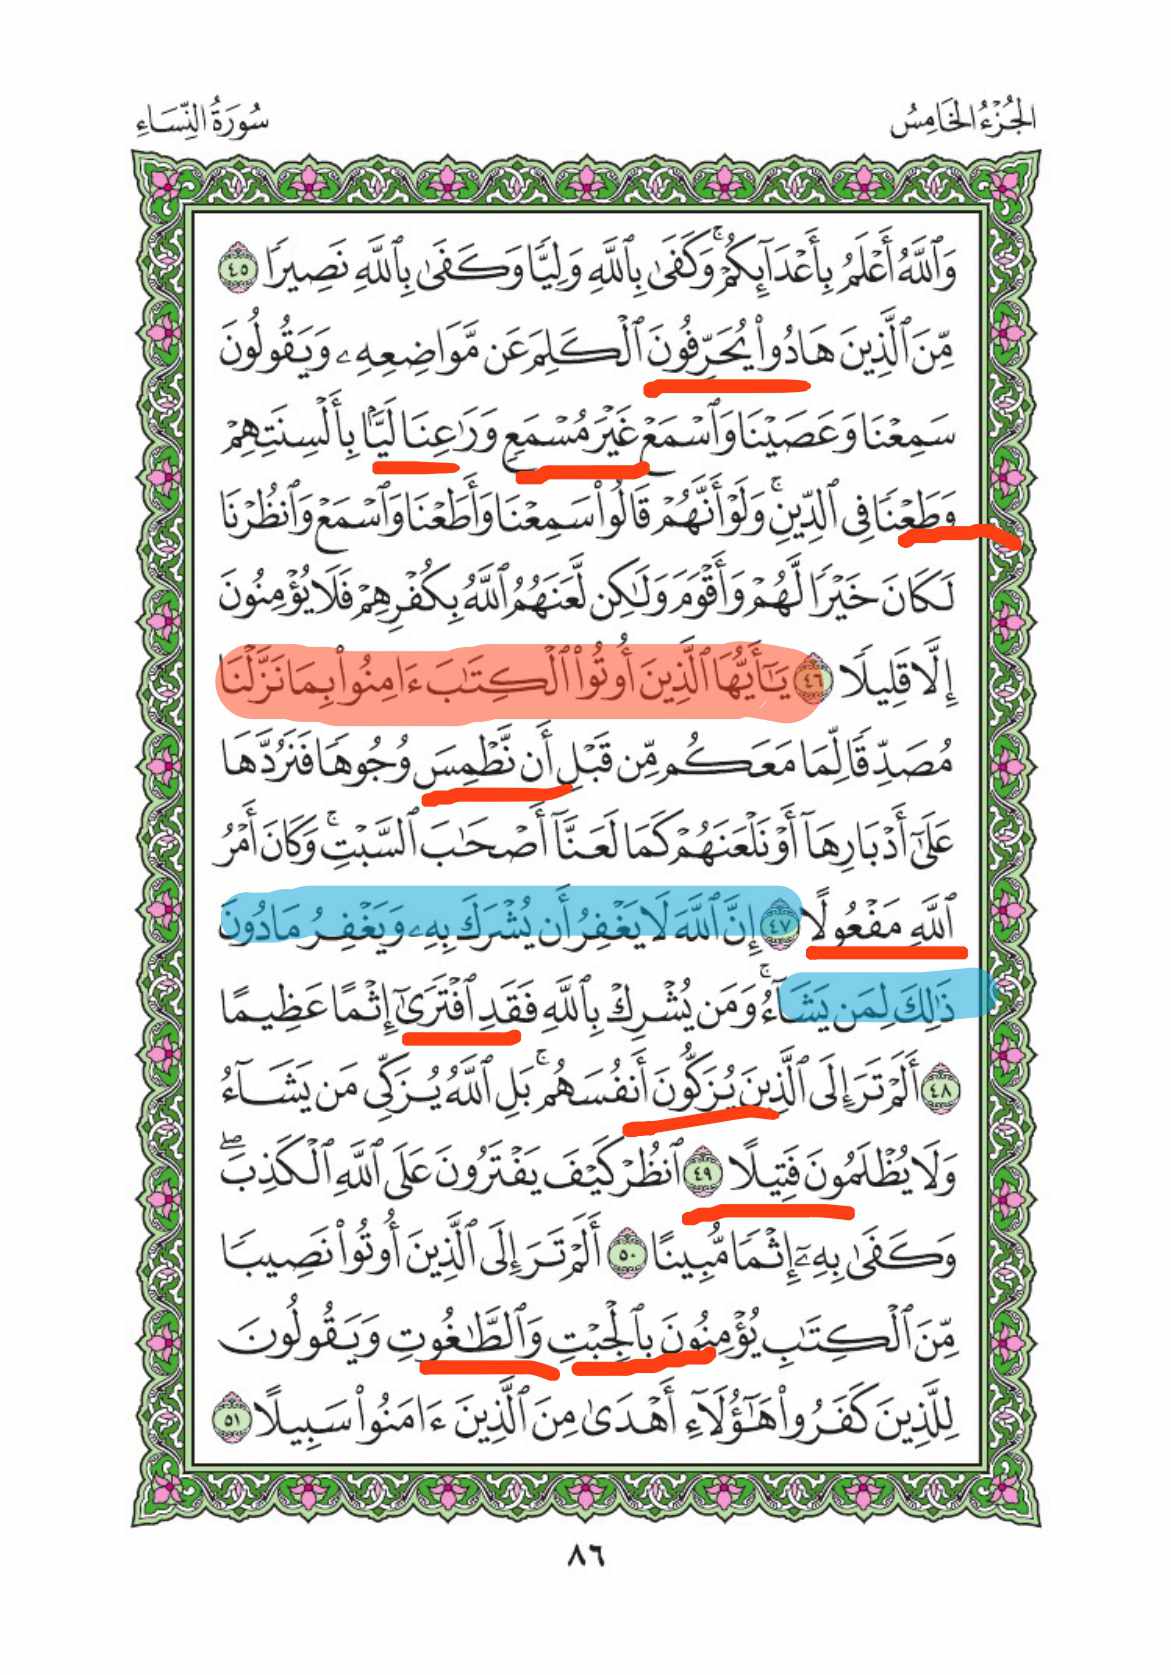 الجُزْءُ الخَامِسُ
سُورَةُ النِّسَاءِ
وَٱللَّهُ أَعْلَمُ بِأَعْدَآئِكُمْۚ وَكَفَىٰ بِٱللَّهِ وَلِيًّا وَكَفَىٰ بِٱللَّهِ نَصِيرًا ٤٥
مِّنَ ٱلَّذِينَ هَادُوا۟ يُحَرِّفُونَ ٱلْكَلِمَ عَن مَّوَاضِعِهِۦ وَيَقُولُونَ
سَمِعْنَا وَعَصَيْنَا وَٱسْمَعْ غَيْرَ مُسْمَعٍ وَرَٰعِنَا لَيًّۢا بِأَلْسِنَتِهِمْ
وَطَعْنًا فِى ٱلدِّينِۚ وَلَوْ أَنَّهُمْ قَالُوا۟ سَمِعْنَا وَأَطَعْنَا وَٱسْمَعْ وَٱنظُرْنَا
لَكَانَ خَيْرًا لَّهُمْ وَأَقْوَمَ وَلَٰكِن لَّعَنَهُمُ ٱللَّهُ بِكُفْرِهِمْ فَلَا يُؤْمِنُونَ
إِلَّا قَلِيلًا ٤٦ يَٰٓأَيُّهَا ٱلَّذِينَ أُوتُوا۟ ٱلْكِتَٰبَ ءَامِنُوا۟ بِمَا نَزَّلْنَا
مُصَدِّقًا لِّمَا مَعَكُم مِّن قَبْلِ أَن نَّطْمِسَ وُجُوهًا فَنَرُدَّهَا
عَلَىٰٓ أَدْبَارِهَآ أَوْ نَلْعَنَهُمْ كَمَا لَعَنَّآ أَصْحَٰبَ ٱلسَّبْتِۚ وَكَانَ أَمْرُ
ٱللَّهِ مَفْعُولًا ٤٧ إِنَّ ٱللَّهَ لَا يَغْفِرُ أَن يُشْرَكَ بِهِۦ وَيَغْفِرُ مَا دُونَ
ذَٰلِكَ لِمَن يَشَآءُۚ وَمَن يُشْرِكْ بِٱللَّهِ فَقَدِ ٱفْتَرَىٰٓ إِثْمًا عَظِيمًا
٤٨ أَلَمْ تَرَ إِلَى ٱلَّذِينَ يُزَكُّونَ أَنفُسَهُمۚ بَلِ ٱللَّهُ يُزَكِّى مَن يَشَآءُ
وَلَا يُظْلَمُونَ فَتِيلًا ٤٩ ٱنظُرْ كَيْفَ يَفْتَرُونَ عَلَى ٱللَّهِ ٱلْكَذِبَۖ
وَكَفَىٰ بِهِۦٓ إِثْمًا مُّبِينًا ٥٠ أَلَمْ تَرَ إِلَى ٱلَّذِينَ أُوتُوا۟ نَصِيبًا
مِّنَ ٱلْكِتَٰبِ يُؤْمِنُونَ بِٱلْجِبْتِ وَٱلطَّٰغُوتِ وَيَقُولُونَ
لِلَّذِينَ كَفَرُوا۟ هَٰٓؤُلَآءِ أَهْدَىٰ مِنَ ٱلَّذِينَ ءَامَنُوا۟ سَبِيلًا ٥١
٨٦